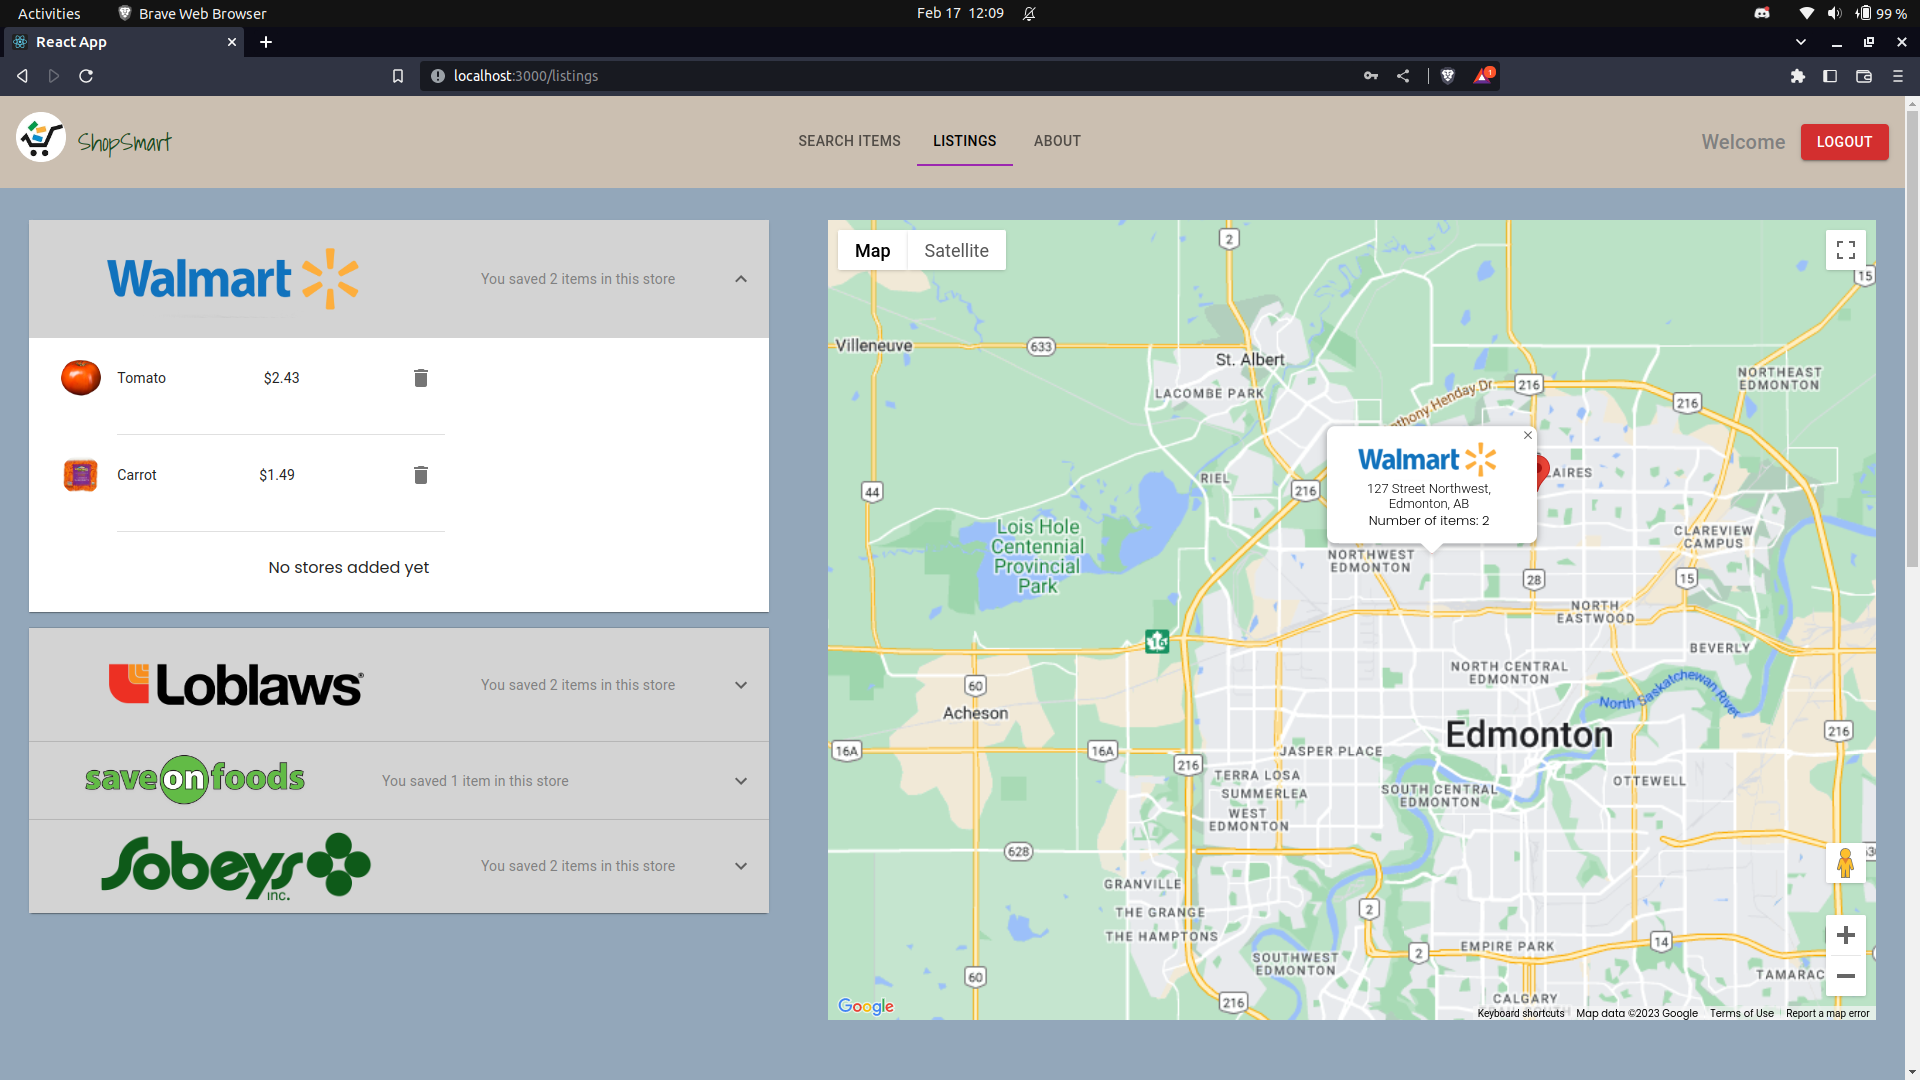 Activities
Brave Web Browser
Feb 17 12:09
99 %
React App
localhost:3000/listings
1
ShopSmart
SEARCH ITEMS
LISTINGS
ABOUT
Welcome
LOGOUT
Walmart
You saved 2 items in this store
Tomato
$2.43
Carrot
$1.49
No stores added yet
Loblaws
You saved 2 items in this store
save on foods
You saved 1 item in this store
Sobeys
inc.
You saved 2 items in this store
Map
Satellite
2
15
Villeneuve
633
St. Albert
LACOMBE PARK
216
NORTHEAST
EDMONTON
216
nthony Henday Dr.
Walmart
127 Street Northwest,
Edmonton, AB
Number of items: 2
LAIRES
RIEL
216
44
Lois Hole
Centennial
Provincial
Park
CLAREVIEW
CAMPUS
NORTHWEST
EDMONTON
28
15
NORTH
EASTWOOD
16
BEVERLY
NORTH CENTRAL
EDMONTON
60
Acheson
North Saskatchewan River
Edmonton
216
16A
16A
JASPER PLACE
216
TERRA LOSA
SUMMERLEA
OTTEWELL
SOUTH CENTRAL
EDMONTON
WEST
EDMONTON
628
GRANVILLE
2
THE GRANGE
THE HAMPTONS
EMPIRE PARK
14
2
SOUTHWEST
EDMONTON
60
TAMARAC
216
CALGARY
Google
Keyboard shortcuts
Map data ©2023 Google
Terms of Use
Report a map error